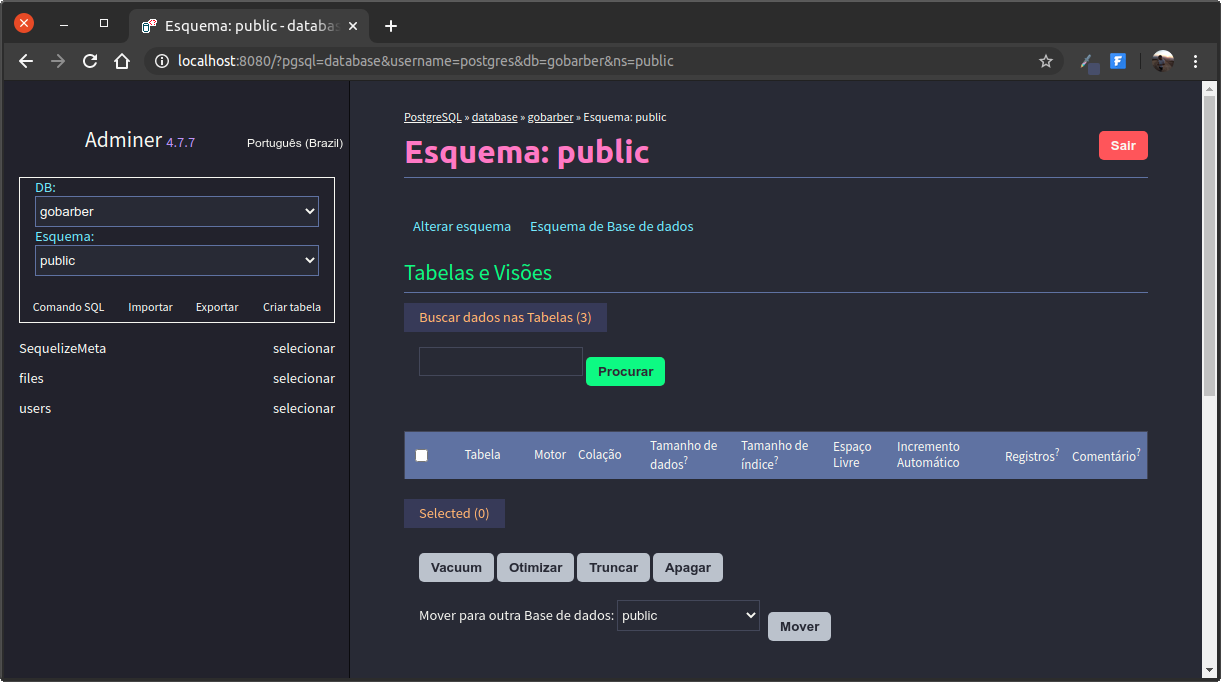 Esquema: public - databas
localhost:8080/?pgsql=database&username=postgres&db=gobarber&ns=public
Adminer 4.7.7
Português (Brazil)
DB:
gobarber
Esquema:
public
Comando SQL Importar Exportar Criar tabela
SequelizeMeta selecionar
files selecionar
users selecionar
PostgreSQL » database » gobarber » Esquema: public
Esquema: public
Sair
Alterar esquema Esquema de Base de dados
Tabelas e Visões
Buscar dados nas Tabelas (3)
Procurar
Tabela Motor Colação Tamanho de dados? Tamanho de índice? Espaço Livre Incremento Automático Registros? Comentário?
Selected (0)
Vacuum Otimizar Truncar Apagar
Mover para outra Base de dados: public Mover